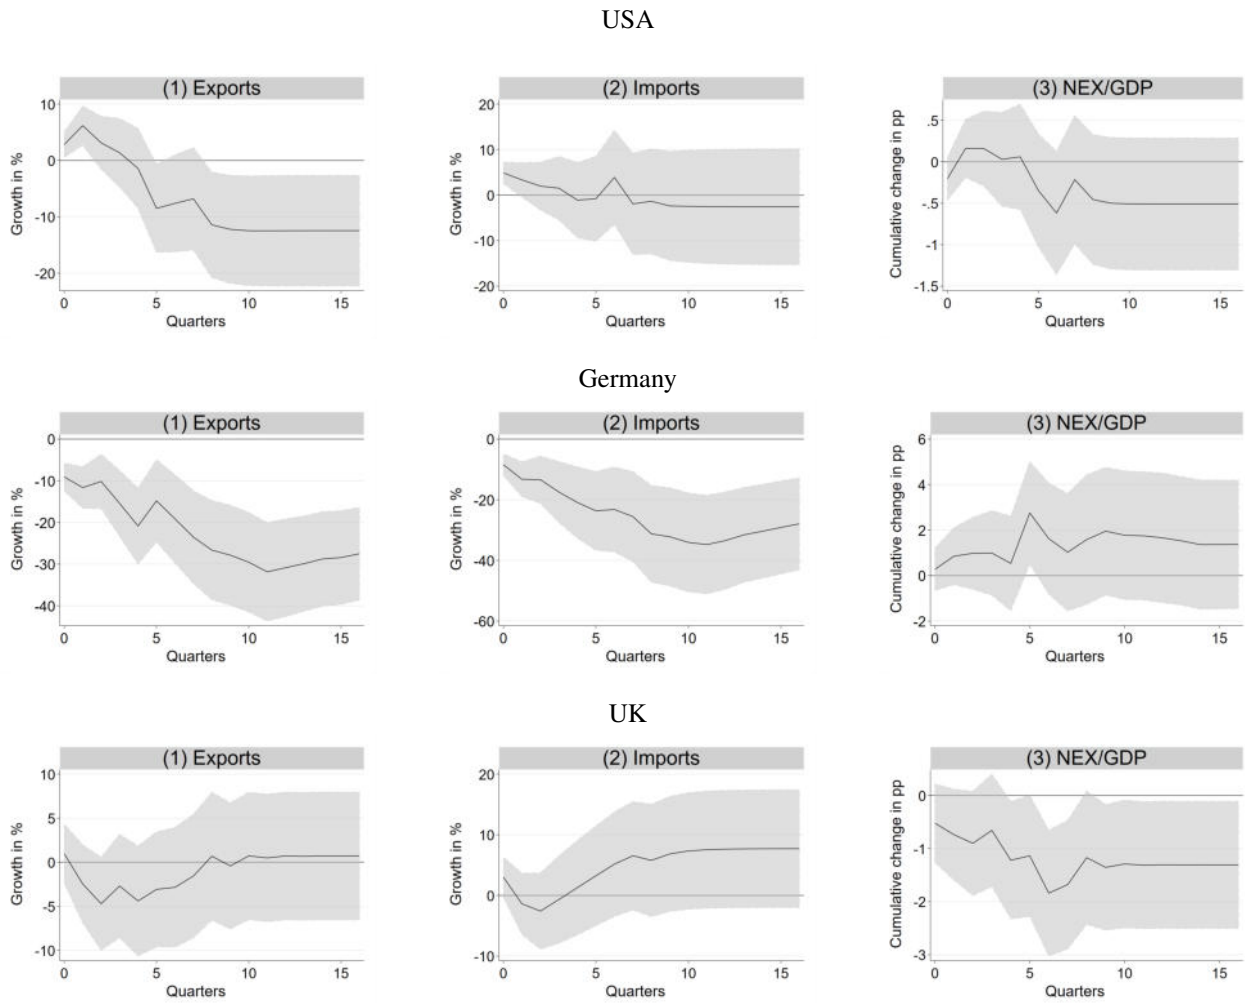 USA
(1) Exports
Growth in %
10
0
-10
-20
0 5 10 15
Quarters
(2) Imports
Growth in %
20
10
0
-10
-20
0 5 10 15
Quarters
(3) NEX/GDP
Cumulative change in pp
.5
0
-.5
-1
-1.5
0 5 10 15
Quarters
Germany
(1) Exports
Growth in %
0
-10
-20
-30
-40
0 5 10 15
Quarters
(2) Imports
Growth in %
0
-20
-40
-60
0 5 10 15
Quarters
(3) NEX/GDP
Cumulative change in pp
6
4
2
0
-2
0 5 10 15
Quarters
UK
(1) Exports
Growth in %
10
5
0
-5
-10
0 5 10 15
Quarters
(2) Imports
Growth in %
20
10
0
-10
0 5 10 15
Quarters
(3) NEX/GDP
Cumulative change in pp
0
-1
-2
-3
0 5 10 15
Quarters